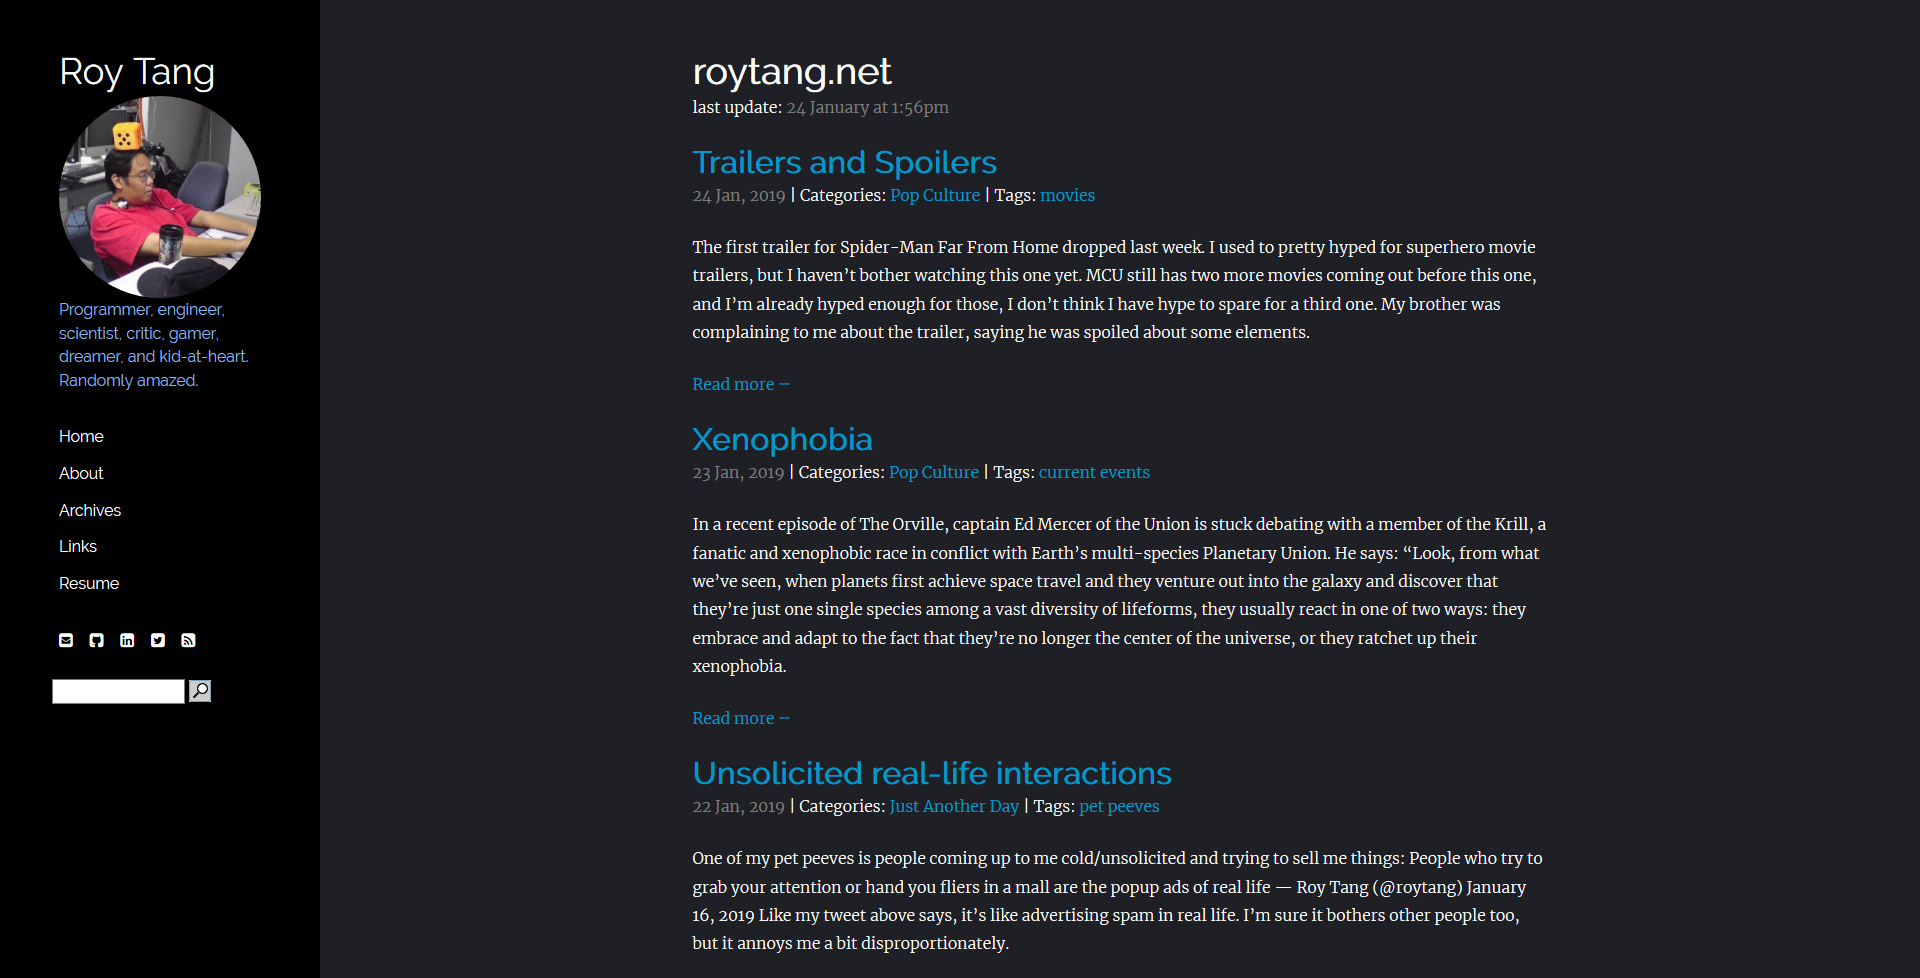 Roy Tang
Programmer, engineer,
scientist, critic, gamer,
dreamer, and kid-at-heart.
Randomly amazed.
Home
About
Archives
Links
Resume
roytang.net
last update: 24 January at 1:56pm
Trailers and Spoilers
24 Jan, 2019 | Categories: Pop Culture | Tags: movies
The first trailer for Spider-Man Far From Home dropped last week. I used to pretty hyped for superhero movie
trailers, but I haven’t bother watching this one yet. MCU still has two more movies coming out before this one,
and I’m already hyped enough for those, I don’t think I have hype to spare for a third one. My brother was
complaining to me about the trailer, saying he was spoiled about some elements.
Read more —
Xenophobia
23 Jan, 2019 | Categories: Pop Culture | Tags: current events
In a recent episode of The Orville, captain Ed Mercer of the Union is stuck debating with a member of the Krill, a
fanatic and xenophobic race in conflict with Earth’s multi-species Planetary Union. He says: “Look, from what
we’ve seen, when planets first achieve space travel and they venture out into the galaxy and discover that
they’re just one single species among a vast diversity of lifeforms, they usually react in one of two ways: they
embrace and adapt to the fact that they’re no longer the center of the universe, or they ratchet up their
xenophobia.
Read more —
Unsolicited real-life interactions
22 Jan, 2019 | Categories: Just Another Day | Tags: pet peeves
One of my pet peeves is people coming up to me cold/unsolicited and trying to sell me things: People who try to
grab your attention or hand you fliers in a mall are the popup ads of real life — Roy Tang (@roytang) January
16, 2019 Like my tweet above says, it’s like advertising spam in real life. I’m sure it bothers other people too,
but it annoys me a bit disproportionately.